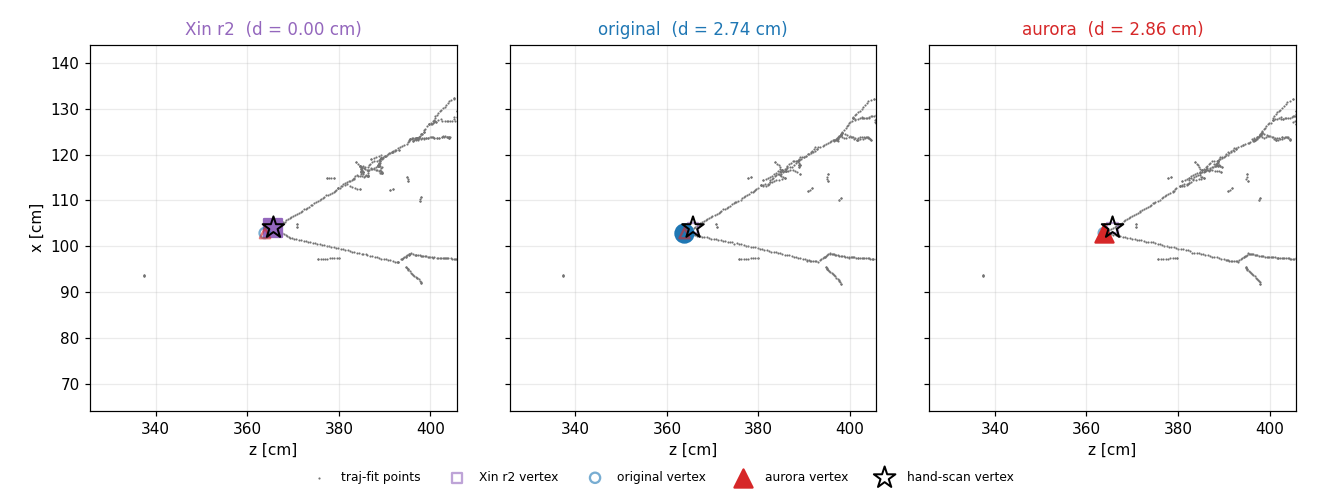 Xin r2  (d = 0.00 cm)
original  (d = 2.74 cm)
aurora  (d = 2.86 cm)
x [cm]
140
130
120
110
100
90
80
70
340 360 380 400
340 360 380 400
340 360 380 400
z [cm]
z [cm]
z [cm]
traj-fit points
Xin r2 vertex
original vertex
aurora vertex
hand-scan vertex